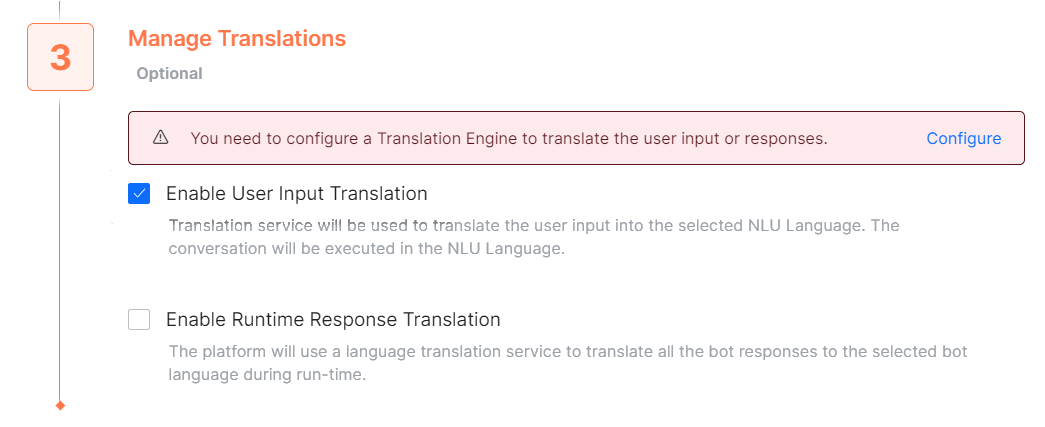 3
Manage Translations
Optional
You need to configure a Translation Engine to translate the user input or responses.
Configure
Enable User Input Translation
Translation service will be used to translate the user input into the selected NLU Language. The
conversation will be executed in the NLU Language.
Enable Runtime Response Translation
The platform will use a language translation service to translate all the bot responses to the selected bot
language during run-time.